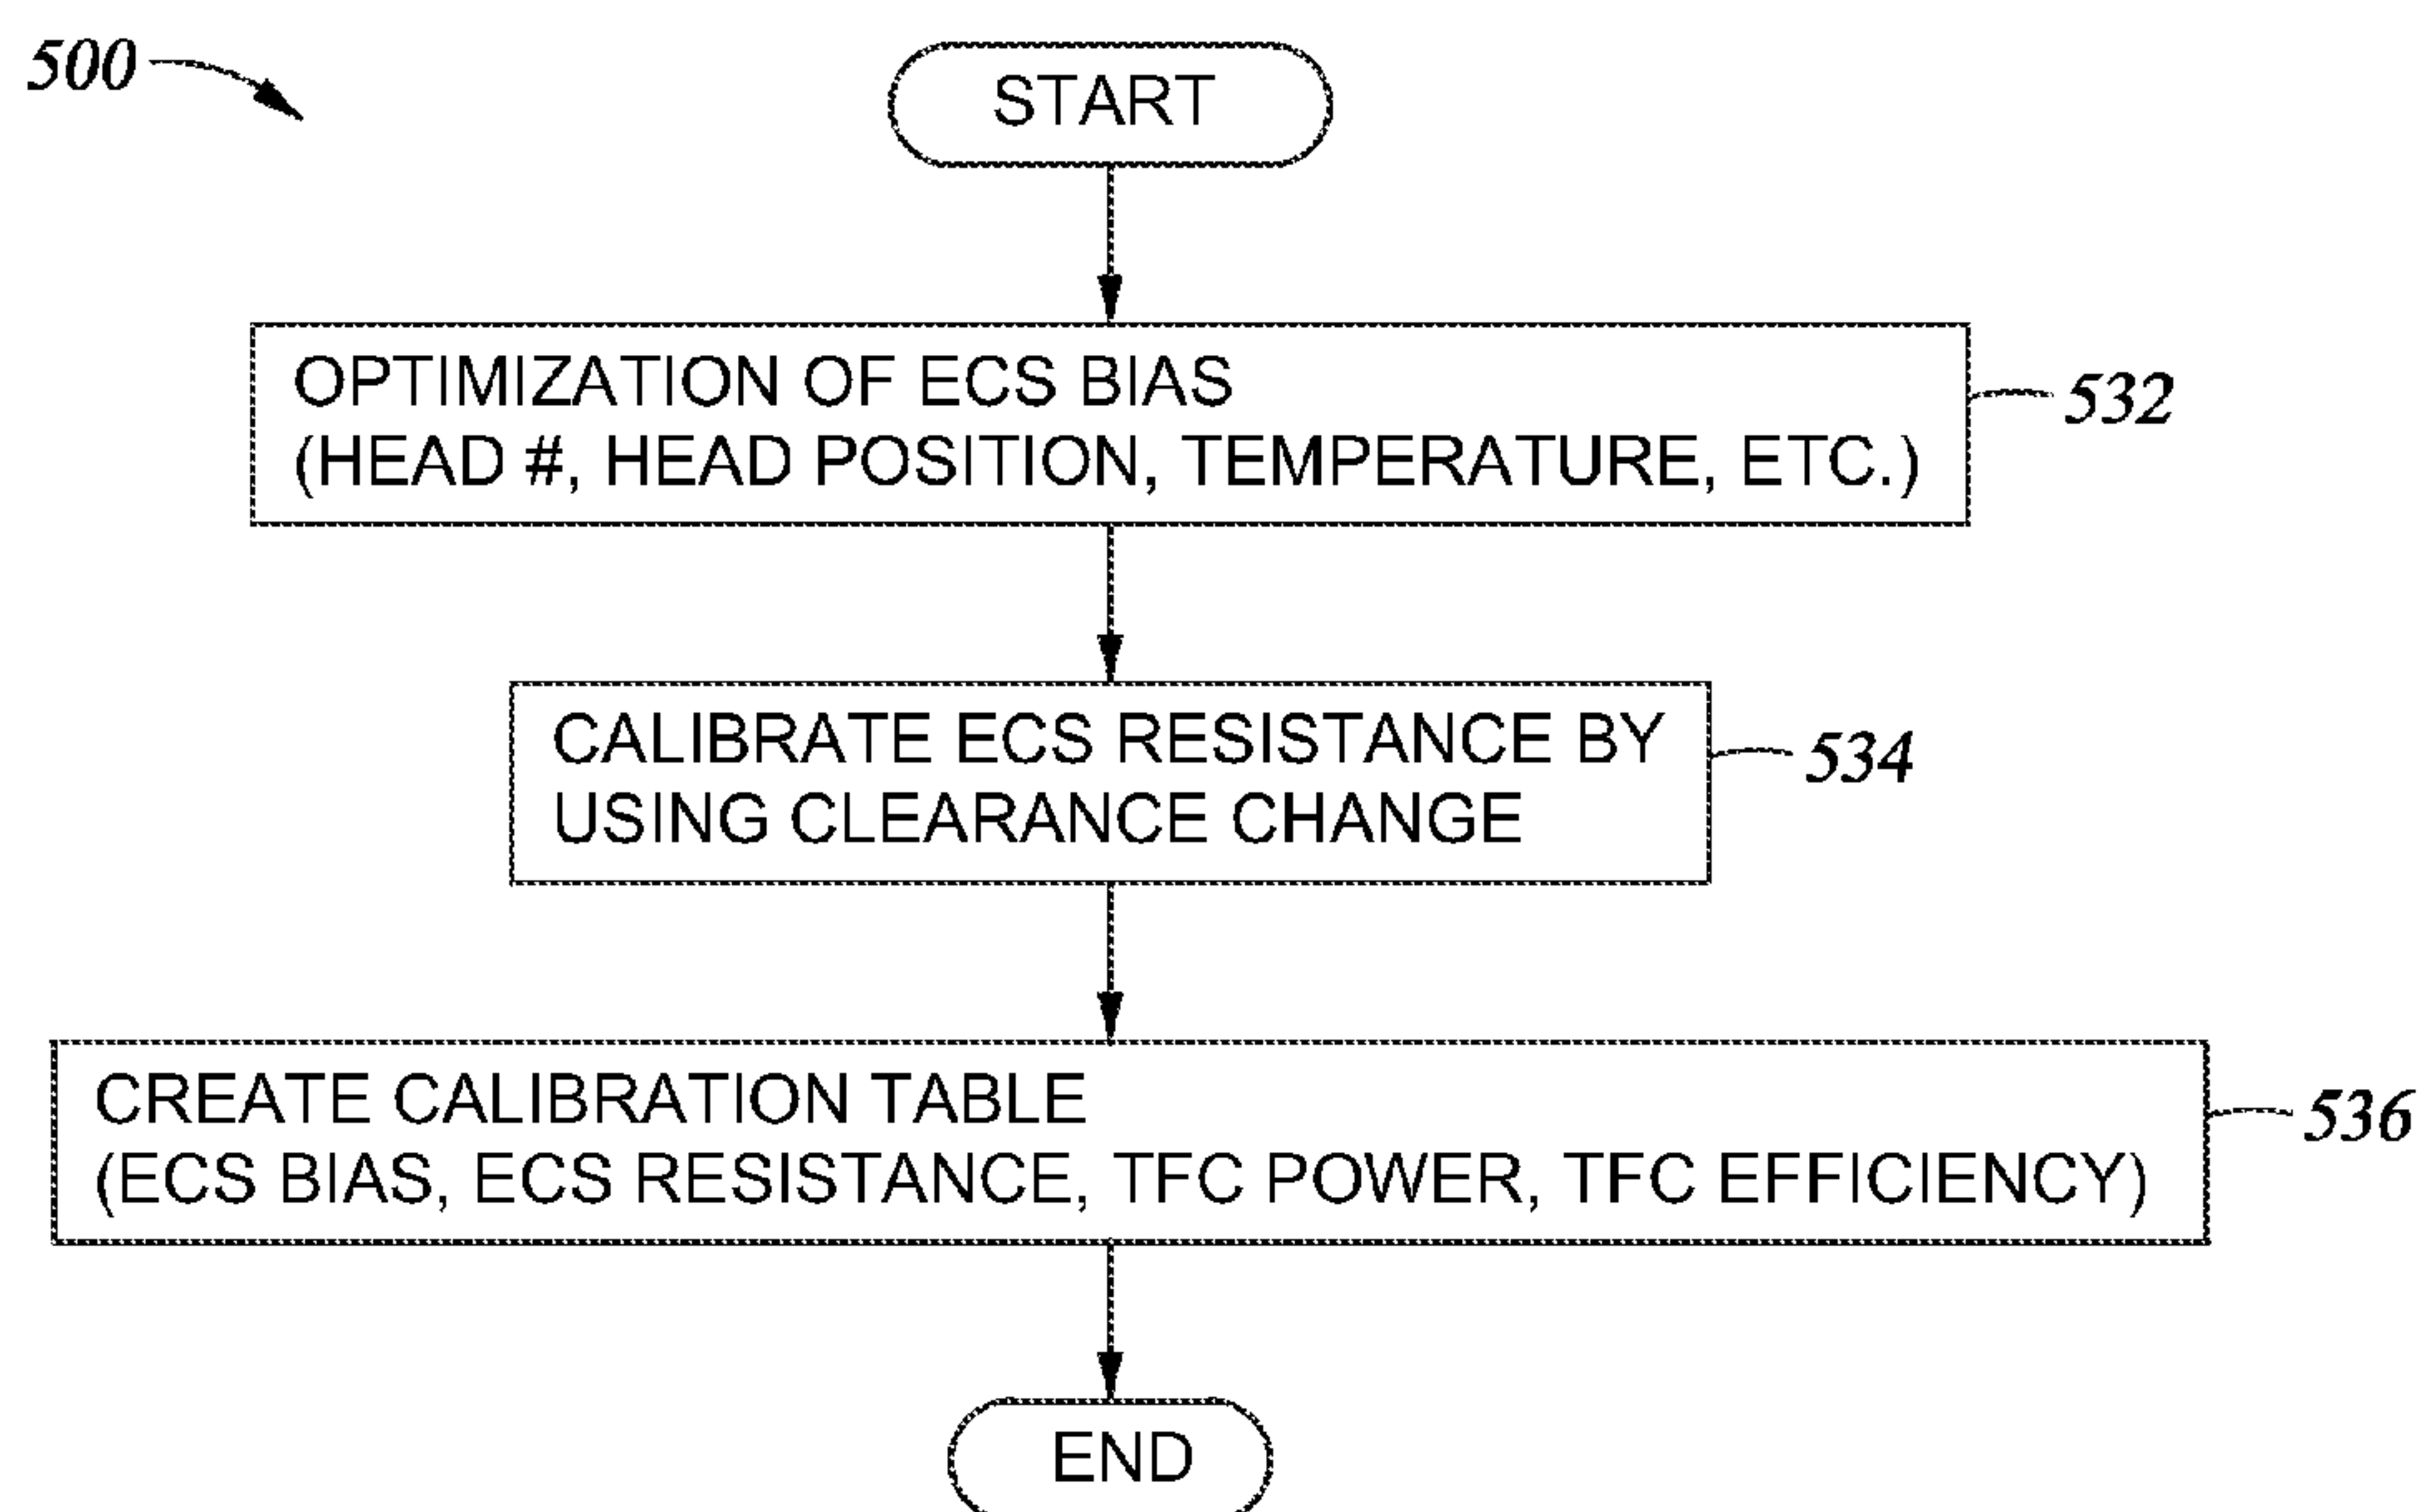 500
START
OPTIMIZATION OF ECS BIAS
(HEAD #, HEAD POSITION, TEMPERATURE, ETC.)
532
CALIBRATE ECS RESISTANCE BY
USING CLEARANCE CHANGE
534
CREATE CALIBRATION TABLE
(ECS BIAS, ECS RESISTANCE, TFC POWER, TFC EFFICIENCY)
536
END